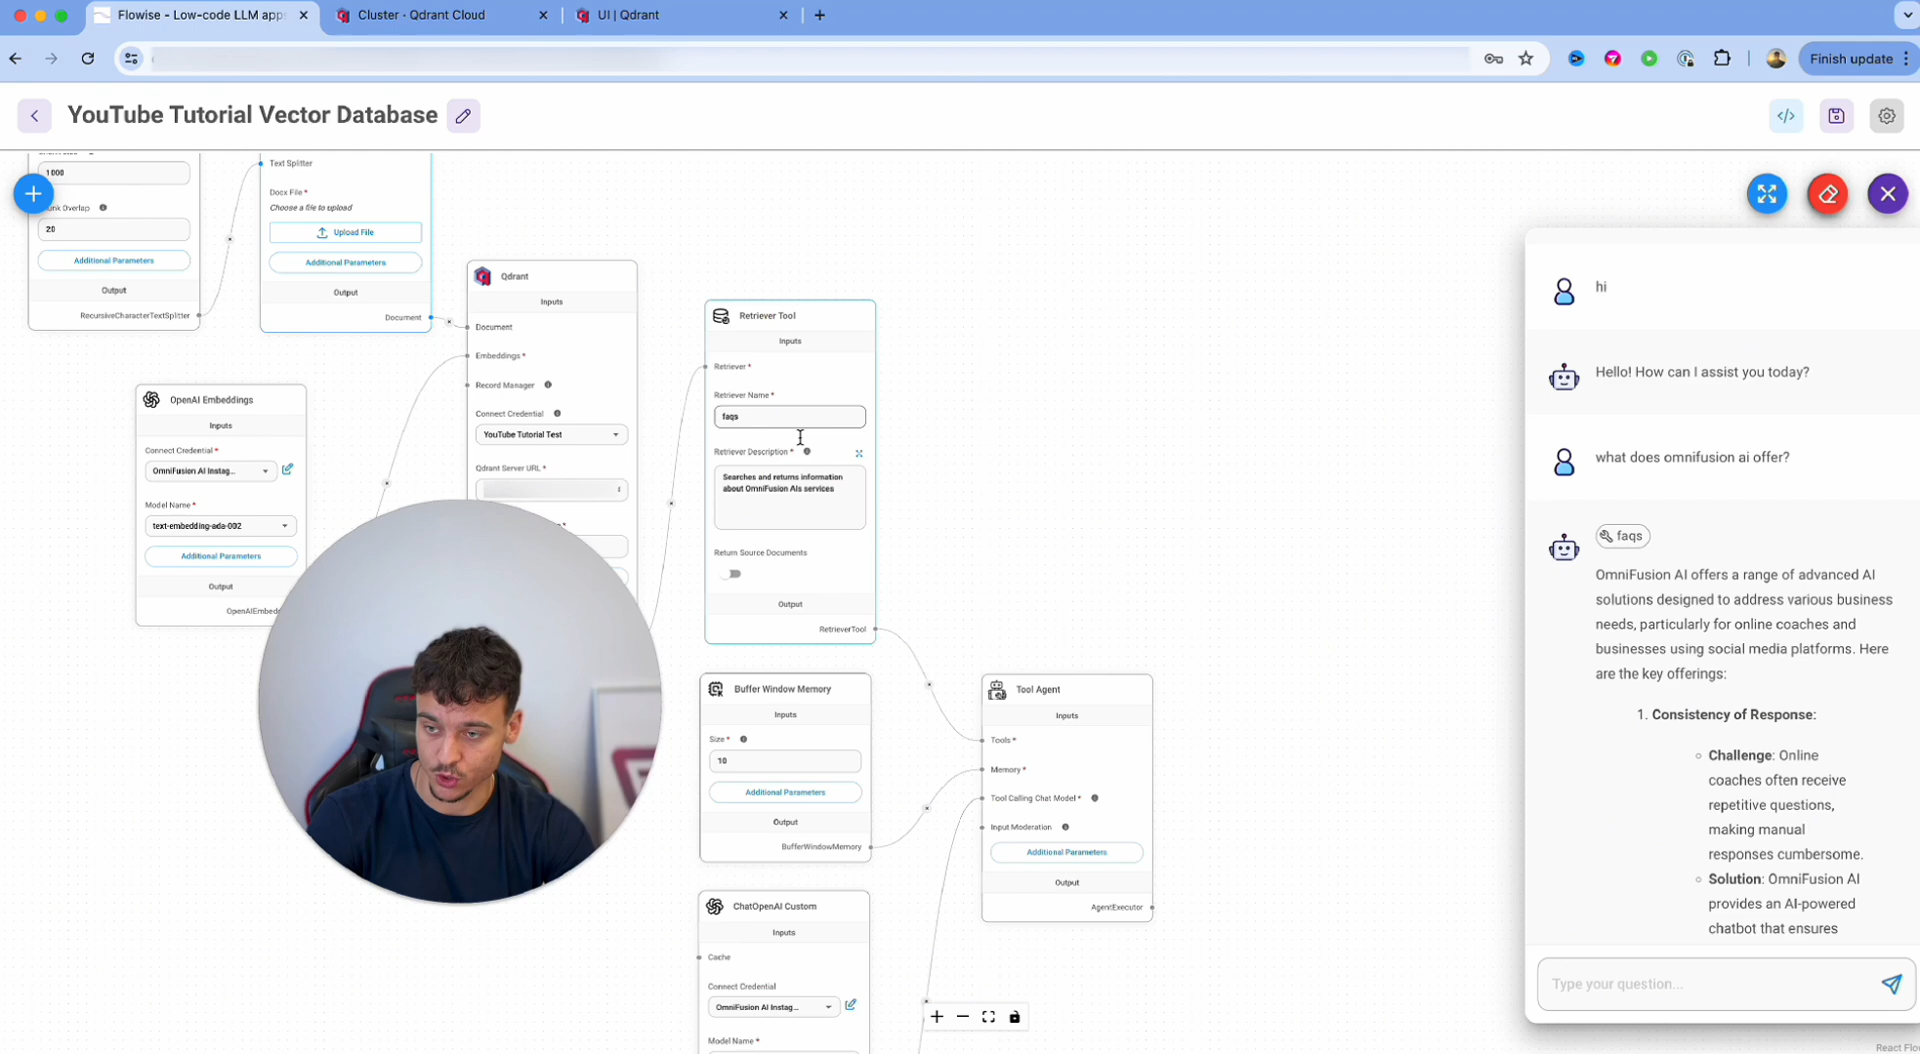 Flowise - Low-code LLM apps
Cluster · Qdrant Cloud
UI | Qdrant
Finish update
YouTube Tutorial Vector Database
1000
Overlap
20
Additional Parameters
Output
RecursiveCharacterTextSplitter
Text Splitter
Docx File *
Choose a file to upload
Upload File
Additional Parameters
Output
Document
OpenAI Embeddings
Inputs
Connect Credential *
OmniFusion AI Instag...
Model Name *
text-embedding-ada-002
Additional Parameters
Output
Qdrant
Inputs
Document
Embeddings *
Record Manager
Connect Credential
YouTube Tutorial Test
Qdrant Server URL *
Retriever Tool
Inputs
Retriever *
Retriever Name *
faqs
Retriever Description *
Searches and returns information
about OmniFusion AIs services
Return Source Documents
Output
RetrieverTool
Buffer Window Memory
Inputs
Size *
10
Additional Parameters
Output
BufferWindowMemory
ChatOpenAI Custom
Inputs
Cache
Connect Credential
OmniFusion AI Instag...
Model Name *
Tool Agent
Inputs
Tools *
Memory *
Tool Calling Chat Model *
Input Moderation
Additional Parameters
Output
AgentExecutor
hi
Hello! How can I assist you today?
what does omnifusion ai offer?
faqs
OmniFusion AI offers a range of advanced AI
solutions designed to address various business
needs, particularly for online coaches and
businesses using social media platforms. Here
are the key offerings:
1. Consistency of Response:
Challenge: Online
coaches often receive
repetitive questions,
making manual
responses cumbersome.
Solution: OmniFusion AI
provides an AI-powered
chatbot that ensures
Type your question...
React Flo